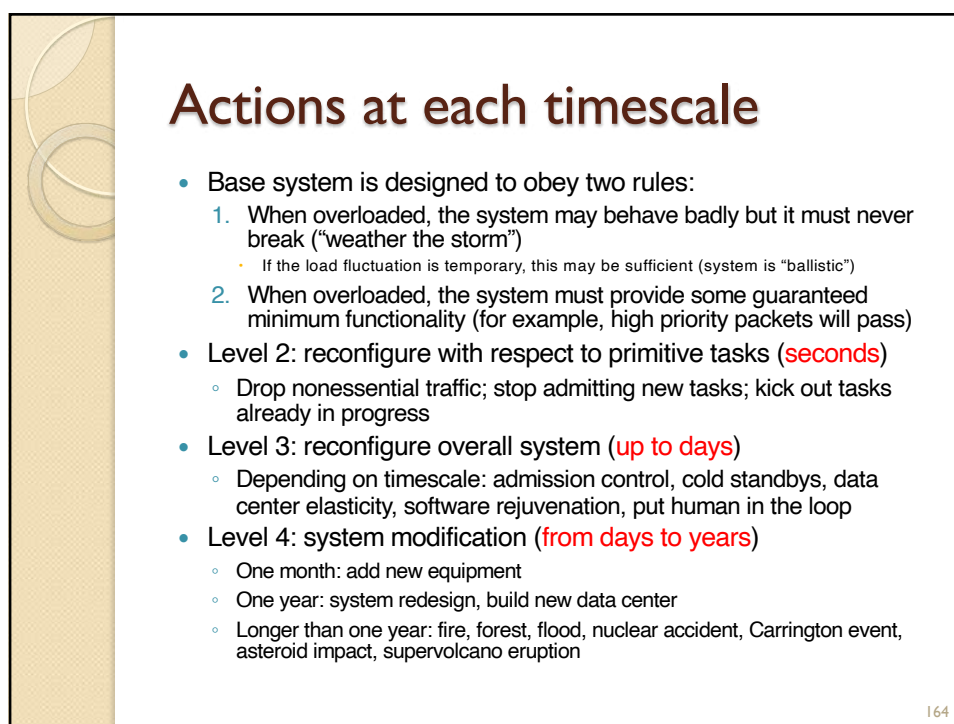 Actions at each timescale
• Base system is designed to obey two rules:
1. When overloaded, the system may behave badly but it must never
break (“weather the storm”)
• If the load fluctuation is temporary, this may be sufficient (system is “ballistic”)
2. When overloaded, the system must provide some guaranteed
minimum functionality (for example, high priority packets will pass)
• Level 2: reconfigure with respect to primitive tasks (seconds)
◦ Drop nonessential traffic; stop admitting new tasks; kick out tasks
already in progress
• Level 3: reconfigure overall system (up to days)
◦ Depending on timescale: admission control, cold standbys, data
center elasticity, software rejuvenation, put human in the loop
• Level 4: system modification (from days to years)
◦ One month: add new equipment
◦ One year: system redesign, build new data center
◦ Longer than one year: fire, forest, flood, nuclear accident, Carrington event,
asteroid impact, supervolcano eruption
164